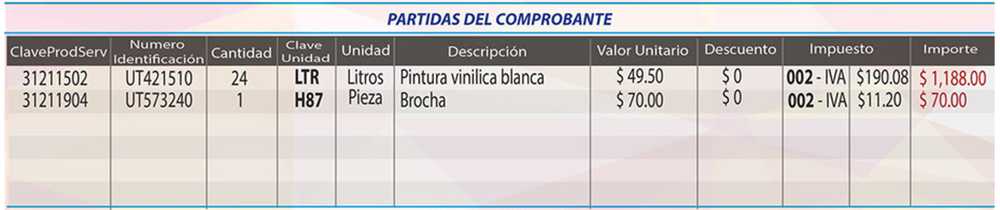 PARTIDAS DEL COMPROBANTE
ClaveProdServ Numero Identificación Cantidad Clave Unidad Unidad Descripción Valor Unitario Descuento Impuesto Importe
31211502 UT421510 24 LTR Litros Pintura vinilica blanca $ 49.50 $ 0 002 - IVA $190.08 $ 1,188.00
31211904 UT573240 1 H87 Pieza Brocha $ 70.00 $ 0 002 - IVA $11.20 $ 70.00